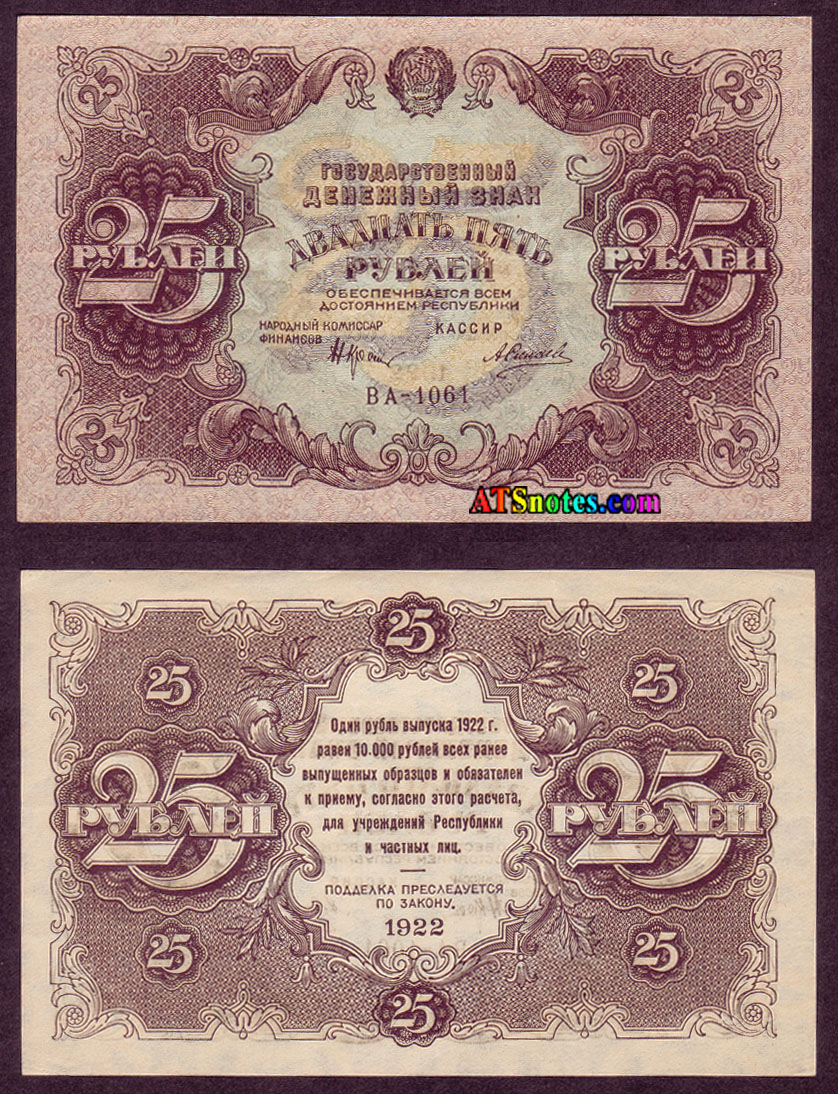 25 25
ГОСУДАРСТВЕННЫЙ
ДЕНЕЖНЫЙ ЗНАК
ДВАДЦАТЬ ПЯТЬ
РУБЛЕЙ
25 РУБЛЕЙ
25 РУБЛЕЙ
ОБЕСПЕЧИВАЕТСЯ ВСЕМ
ДОСТОЯНИЕМ РЕСПУБЛИКИ
НАРОДНЫЙ КОМИССАР
ФИНАНСОВ
КАССИР
ВА-1061
25 25
ATSnotes.com
25
25 25
Один рубль выпуска 1922 г.
равен 10.000 рублей всех ранее
выпущенных образцов и обязателен
к приему, согласно этого расчета,
для учреждений Республики
и частных лиц.
25 РУБЛЕЙ
25 РУБЛЕЙ
ПОДДЕЛКА ПРЕСЛЕДУЕТСЯ
ПО ЗАКОНУ.
1922
25 25
25